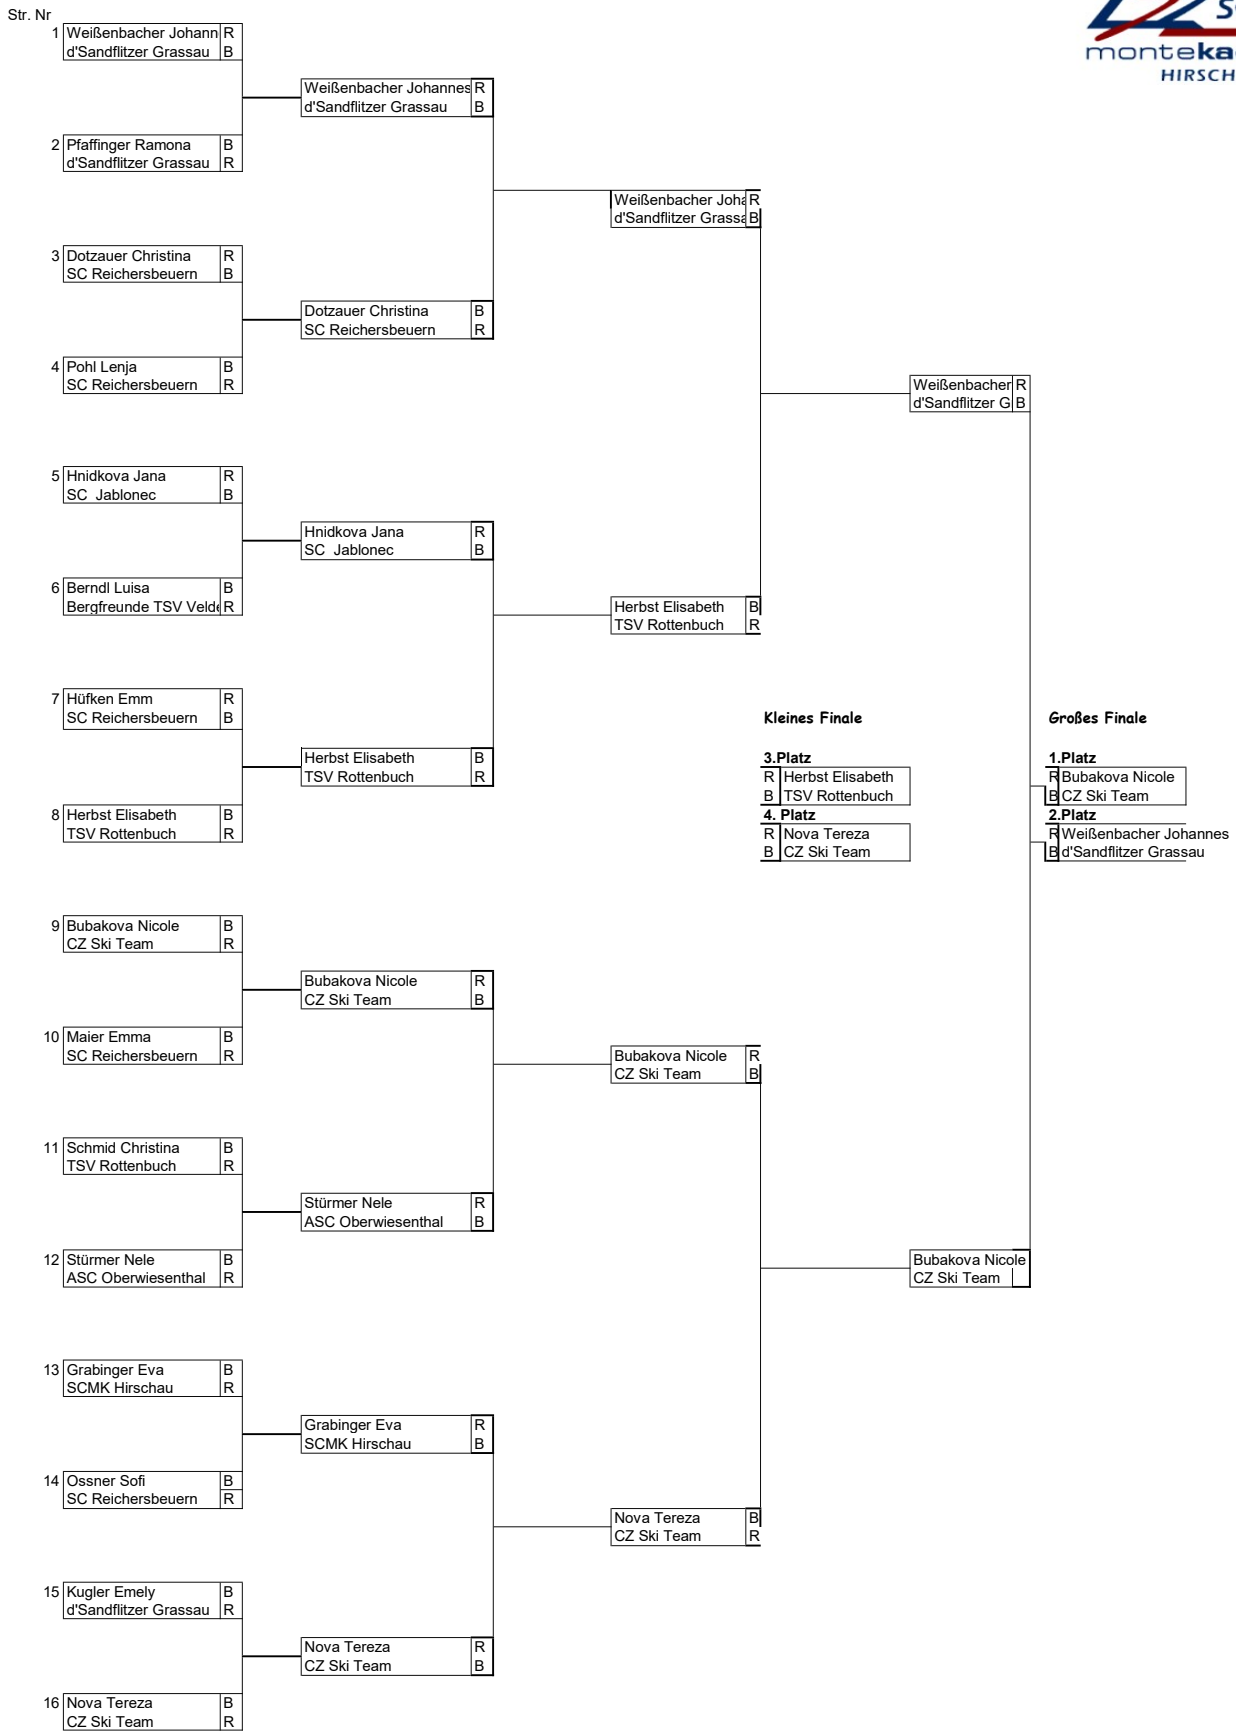 Str. Nr
monteka
HIRSCH
1 Weißenbacher Johann R
d'Sandflitzer Grassau B
Weißenbacher Johannes R
d'Sandflitzer Grassau B
2 Pfaffinger Ramona B
d'Sandflitzer Grassau R
Weißenbacher Joha R
d'Sandflitzer Grassa B
3 Dotzauer Christina R
SC Reichersbeuern B
Dotzauer Christina B
SC Reichersbeuern R
4 Pohl Lenja B
SC Reichersbeuern R
Weißenbacher R
d'Sandflitzer G B
5 Hnidkova Jana R
SC Jablonec B
Hnidkova Jana R
SC Jablonec B
6 Berndl Luisa B
Bergfreunde TSV Velde R
Herbst Elisabeth B
TSV Rottenbuch R
7 Hüfken Emm R
SC Reichersbeuern B
Kleines Finale
Großes Finale
Herbst Elisabeth B
TSV Rottenbuch R
3.Platz
R Herbst Elisabeth
B TSV Rottenbuch
4. Platz
R Nova Tereza
B CZ Ski Team
1.Platz
R Bubakova Nicole
B CZ Ski Team
2.Platz
R Weißenbacher Johannes
B d'Sandflitzer Grassau
8 Herbst Elisabeth B
TSV Rottenbuch R
9 Bubakova Nicole B
CZ Ski Team R
Bubakova Nicole R
CZ Ski Team B
10 Maier Emma B
SC Reichersbeuern R
Bubakova Nicole R
CZ Ski Team B
11 Schmid Christina B
TSV Rottenbuch R
Stürmer Nele R
ASC Oberwiesenthal B
12 Stürmer Nele B
ASC Oberwiesenthal R
Bubakova Nicole
CZ Ski Team
13 Grabinger Eva B
SCMK Hirschau R
Grabinger Eva R
SCMK Hirschau B
14 Ossner Sofi B
SC Reichersbeuern R
Nova Tereza B
CZ Ski Team R
15 Kugler Emely B
d'Sandflitzer Grassau R
Nova Tereza R
CZ Ski Team B
16 Nova Tereza B
CZ Ski Team R